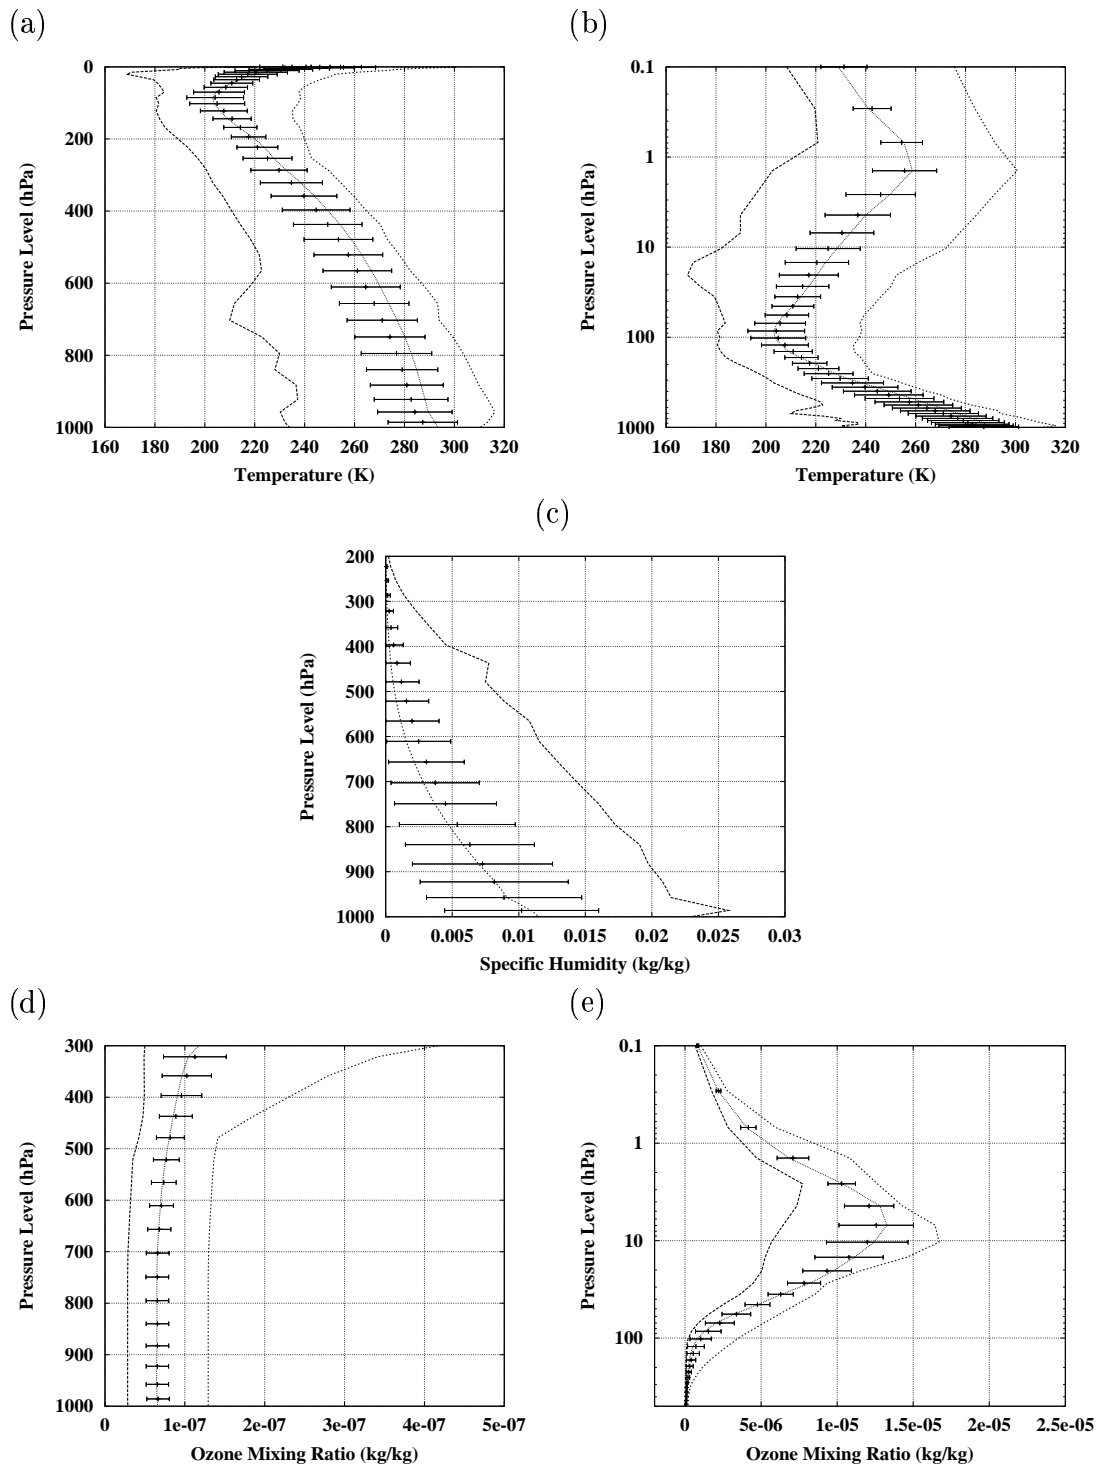 (a)
0
200
400
600
800
1000
160 180 200 220 240 260 280 300 320
Pressure Level (hPa)
Temperature (K)
(b)
0.1
1
10
100
1000
160 180 200 220 240 260 280 300 320
Pressure Level (hPa)
Temperature (K)
(c)
200
300
400
500
600
700
800
900
1000
0 0.005 0.01 0.015 0.02 0.025 0.03
Pressure Level (hPa)
Specific Humidity (kg/kg)
(d)
300
400
500
600
700
800
900
1000
0 1e-07 2e-07 3e-07 4e-07 5e-07
Pressure Level (hPa)
Ozone Mixing Ratio (kg/kg)
(e)
0.1
1
10
100
0 5e-06 1e-05 1.5e-05 2e-05 2.5e-05
Pressure Level (hPa)
Ozone Mixing Ratio (kg/kg)